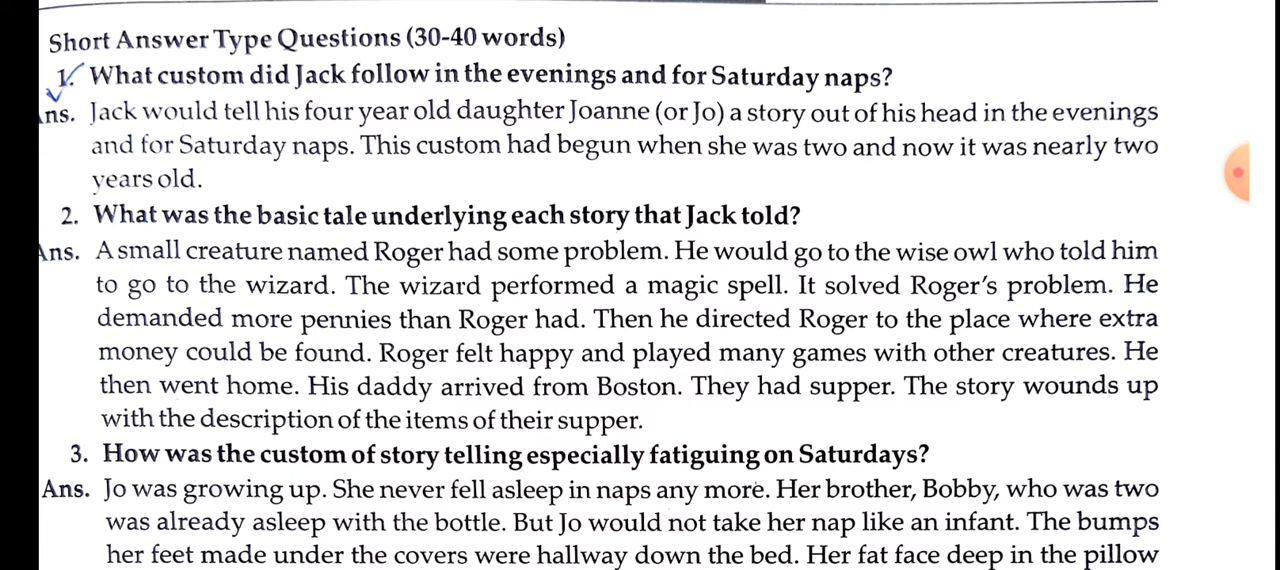 Short Answer Type Questions (30-40 words)
1. What custom did Jack follow in the evenings and for Saturday naps?
ns. Jack would tell his four year old daughter Joanne (or Jo) a story out of his head in the evenings
and for Saturday naps. This custom had begun when she was two and now it was nearly two
years old.
2. What was the basic tale underlying each story that Jack told?
Ans. A small creature named Roger had some problem. He would go to the wise owl who told him
to go to the wizard. The wizard performed a magic spell. It solved Roger's problem. He
demanded more pennies than Roger had. Then he directed Roger to the place where extra
money could be found. Roger felt happy and played many games with other creatures. He
then went home. His daddy arrived from Boston. They had supper. The story wounds up
with the description of the items of their supper.
3. How was the custom of story telling especially fatiguing on Saturdays?
Ans. Jo was growing up. She never fell asleep in naps any more. Her brother, Bobby, who was two
was already asleep with the bottle. But Jo would not take her nap like an infant. The bumps
her feet made under the covers were hallway down the bed. Her fat face deep in the pillow